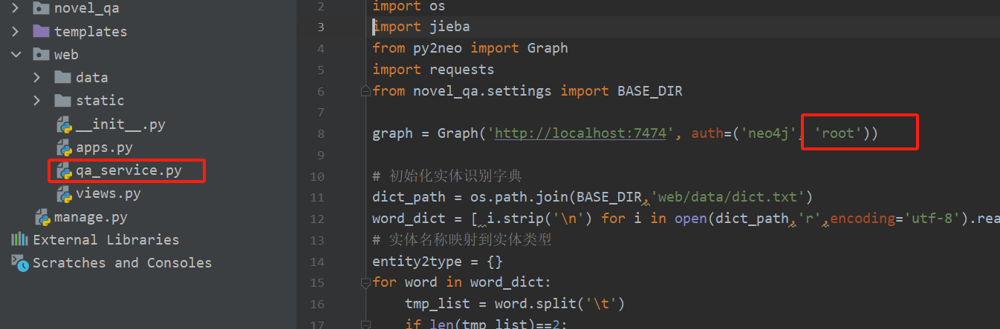 novel_qa
templates
web
data
static
__init__.py
apps.py
qa_service.py
views.py
manage.py
External Libraries
Scratches and Consoles
2 import os
3 import jieba
4 from py2neo import Graph
5 import requests
6 from novel_qa.settings import BASE_DIR
7
8 graph = Graph('http://localhost:7474', auth=('neo4j', 'root'))
9
10 # 初始化实体识别字典
11 dict_path = os.path.join(BASE_DIR,'web/data/dict.txt')
12 word_dict = [ i.strip('\n') for i in open(dict_path,'r',encoding='utf-8').rea
13 # 实体名称映射到实体类型
14 entity2type = {}
15 for word in word_dict:
16 tmp_list = word.split('\t')
17 if len(tmp_list)==2: